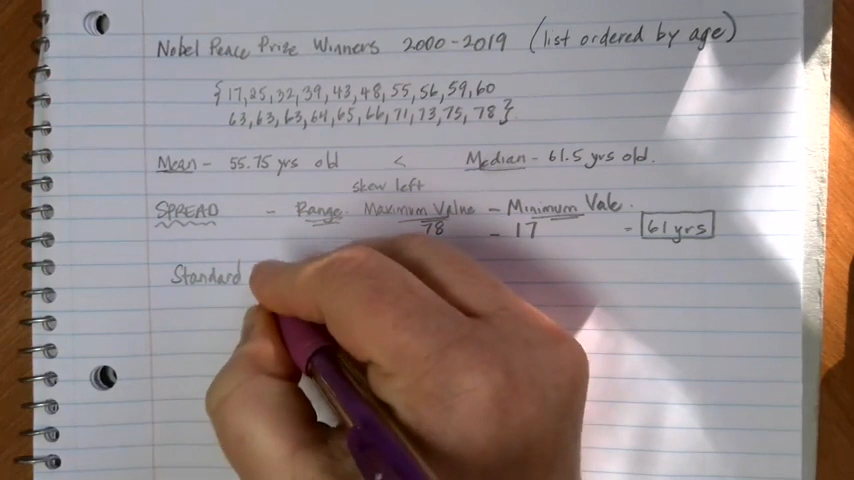 Nobel Peace Prize Winners 2000-2019 (list ordered by age)
{17,25,32,39,43,48,55,56,59,60
63,63,63,64,65,66,71,73,75,78}
Mean - 55.75 yrs old < Median - 61.5 yrs old.
skew left
SPREAD - Range. Maximum Value - Minimum Vale.
78 - 17 = 61 yrs
Standard